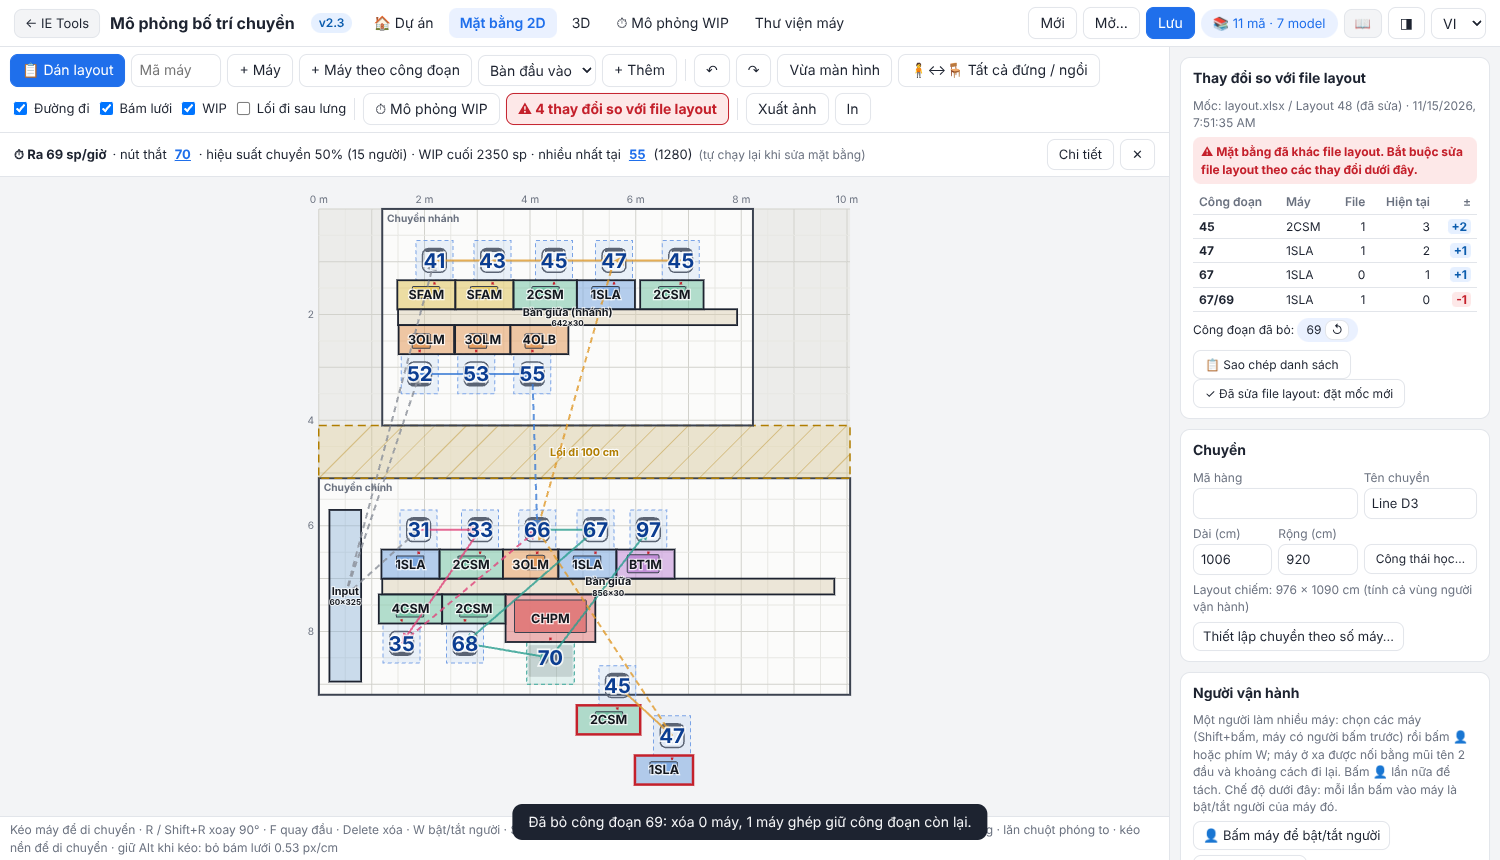 ← IE Tools
Mô phỏng bố trí chuyền
v2.3
🏠 Dự án
Mặt bằng 2D
3D
⏱ Mô phỏng WIP
Thư viện máy
Mới
Mở...
Lưu
📚 11 mã · 7 model
VI
📋 Dán layout
Mã máy
+ Máy
+ Máy theo công đoạn
Bàn đầu vào
+ Thêm
↶
↷
Vừa màn hình
🧍↔🪑 Tất cả đứng / ngồi
Đường đi
Bám lưới
WIP
Lối đi sau lưng
⏱ Mô phỏng WIP
⚠ 4 thay đổi so với file layout
Xuất ảnh
In
⏱ Ra 69 sp/giờ · nút thắt 70 · hiệu suất chuyền 50% (15 người) · WIP cuối 2350 sp · nhiều nhất tại 55 (1280) (tự chạy lại khi sửa mặt bằng)
Chi tiết
✕
0 m 2 m 4 m 6 m 8 m 10 m
Chuyền nhánh
41 43 45 47 45
SFAM SFAM 2CSM 1SLA 2CSM
2
Bàn giữa (nhánh)
642×30
3OLM 3OLM 4OLB
52 53 55
4
Lối đi 100 cm
Chuyền chính
6
31 33 66 67 97
1SLA 2CSM 3OLM 1SLA BT1M
Bàn giữa
856×30
Input
60×325
4CSM 2CSM CHPM
8
35 68 70
45
2CSM
47
1SLA
Kéo máy để di chuyển · R / Shift+R xoay 90° · F quay đầu · Delete xóa · W bật/tắt người ·
· lăn chuột phóng to · kéo
nền để di chuyển · giữ Alt khi kéo: bỏ bám lưới 0.53 px/cm
Đã bỏ công đoạn 69: xóa 0 máy, 1 máy ghép giữ công đoạn còn lại.
Thay đổi so với file layout
Mốc: layout.xlsx / Layout 48 (đã sửa) · 11/15/2026,
7:51:35 AM
⚠ Mặt bằng đã khác file layout. Bắt buộc sửa
file layout theo các thay đổi dưới đây.
Công đoạn Máy File Hiện tại ±
45 2CSM 1 3 +2
47 1SLA 1 2 +1
67 1SLA 0 1 +1
67/69 1SLA 1 0 -1
Công đoạn đã bỏ: 69 ↺
📋 Sao chép danh sách
✓ Đã sửa file layout: đặt mốc mới
Chuyền
Mã hàng
Tên chuyền
Line D3
Dài (cm)
Rộng (cm)
1006
920
Công thái học...
Layout chiếm: 976 × 1090 cm (tính cả vùng người
vận hành)
Thiết lập chuyền theo số máy...
Người vận hành
Một người làm nhiều máy: chọn các máy
(Shift+bấm, máy có người bấm trước) rồi bấm 👤
hoặc phím W; máy ở xa được nối bằng mũi tên 2
đầu và khoảng cách đi lại. Bấm 👤 lần nữa để
tách. Chế độ dưới đây: mỗi lần bấm vào máy là
bật/tắt người của máy đó.
👤 Bấm máy để bật/tắt người